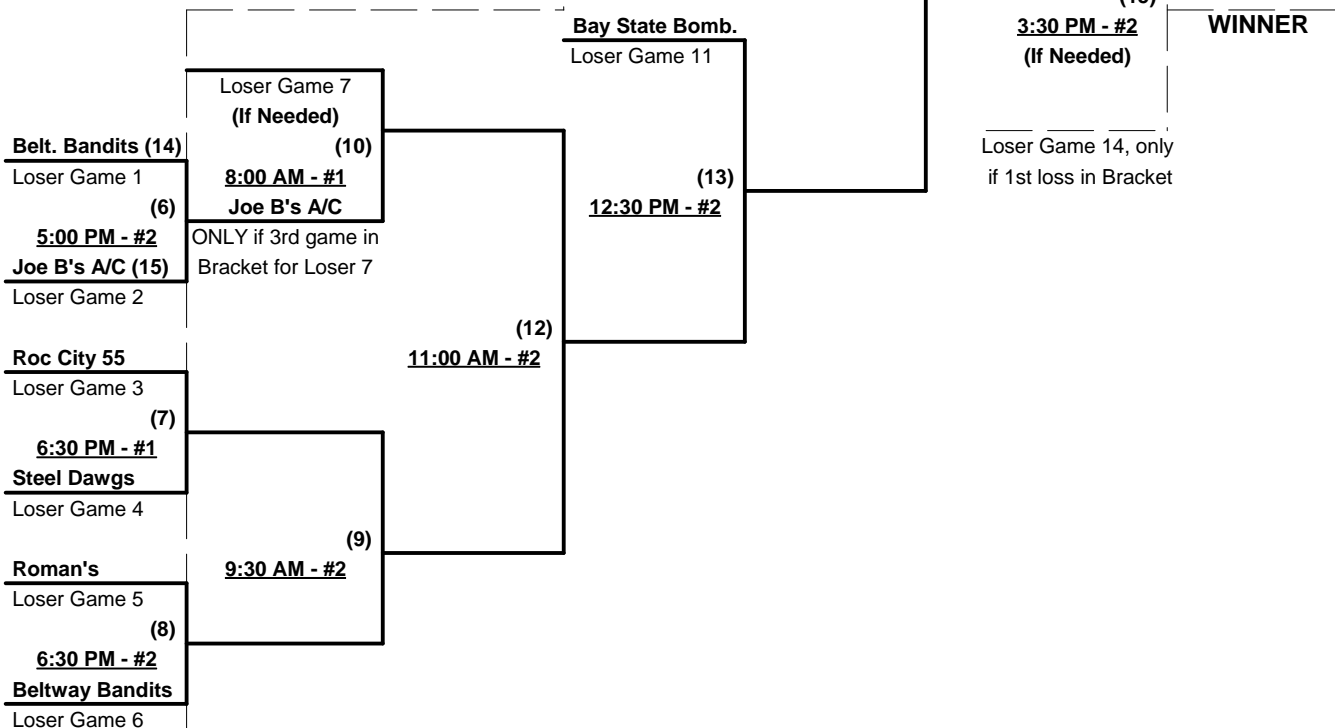 Bay State Bomb.
Loser Game 11
3:30 PM - #2
(If Needed)
WINNER
Loser Game 7
(If Needed)
(10)
8:00 AM - #1
Joe B's A/C
ONLY if 3rd game in
Bracket for Loser 7
Belt. Bandits (14)
Loser Game 1
(6)
5:00 PM - #2
Joe B's A/C (15)
Loser Game 2
Loser Game 14, only
if 1st loss in Bracket
(13)
12:30 PM - #2
(12)
11:00 AM - #2
Roc City 55
Loser Game 3
(7)
6:30 PM - #1
Steel Dawgs
Loser Game 4
(9)
9:30 AM - #2
Roman's
Loser Game 5
(8)
6:30 PM - #2
Beltway Bandits
Loser Game 6